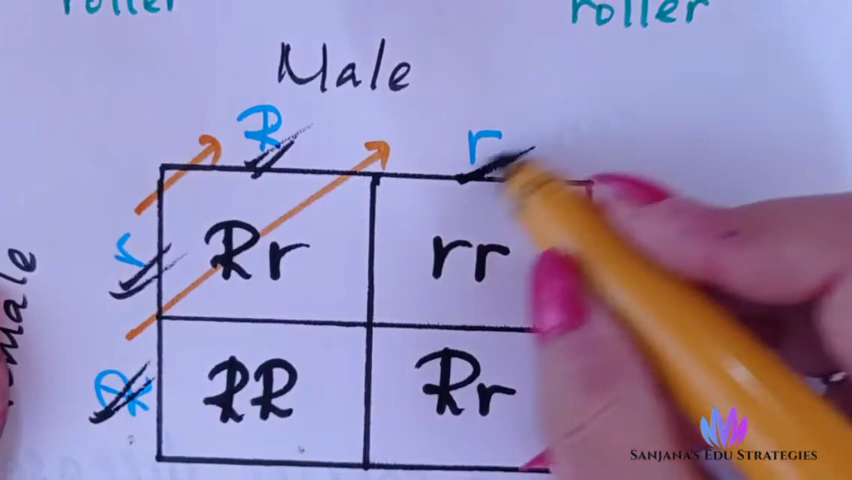 roller roller
Male
R r
r Rr rr
R RR Rr
SANJANA'S EDU STRATEGIES